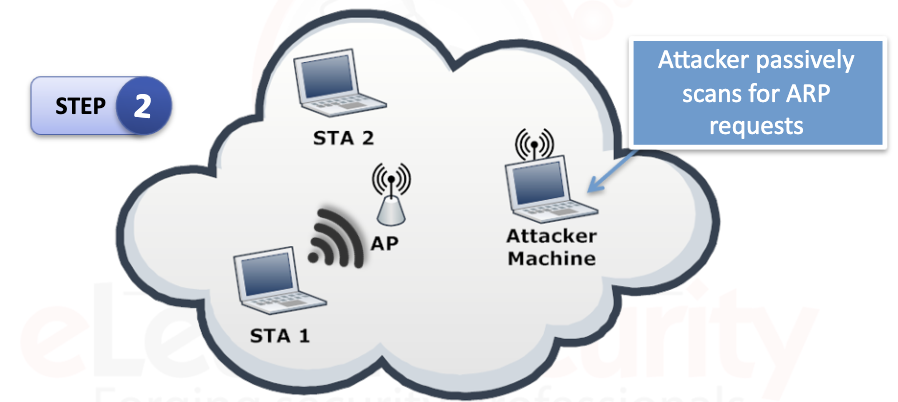 STEP 2
Attacker passively
scans for ARP
requests
STA 2
AP
Attacker
Machine
STA 1
eLearnSecurity
Forging security professionals